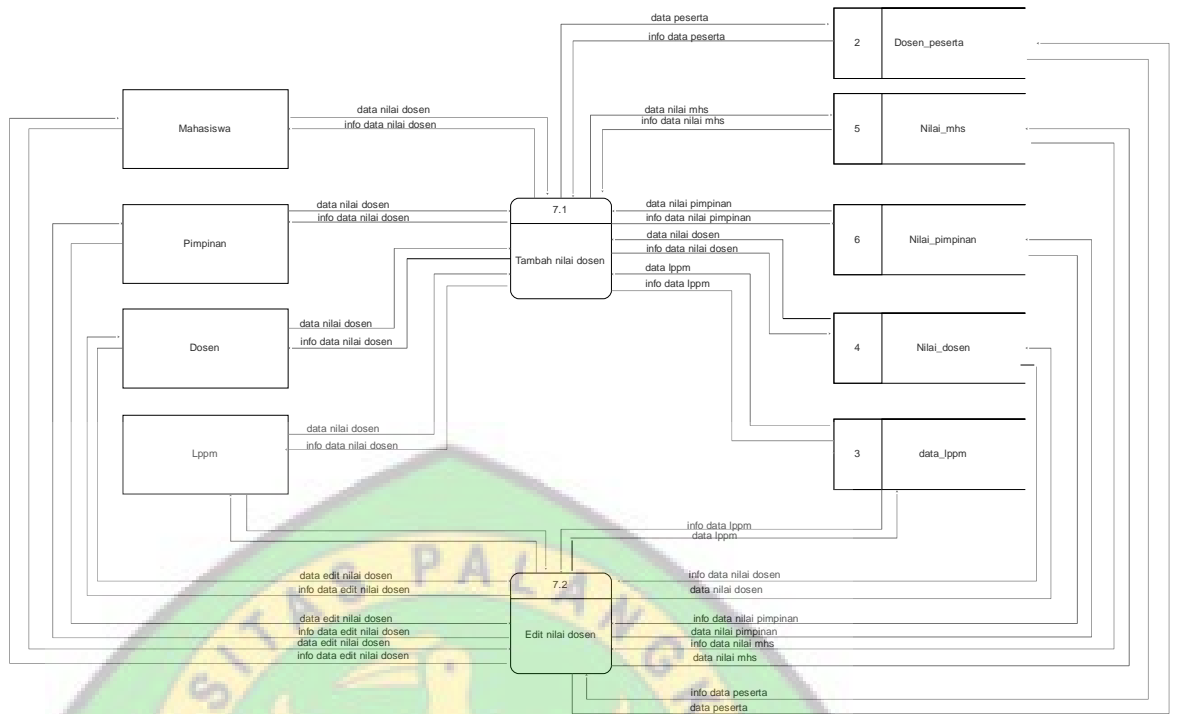 data peserta
info data peserta
2
Dosen_peserta
data nilai dosen
info data nilai dosen
Mahasiswa
data nilai mhs
info data nilai mhs
5
Nilai_mhs
data nilai dosen
info data nilai dosen
Pimpinan
7.1
Tambah nilai dosen
data nilai pimpinan
info data nilai pimpinan
data nilai dosen
info data nilai dosen
data lppm
info data lppm
6
Nilai_pimpinan
Dosen
data nilai dosen
info data nilai dosen
4
Nilai_dosen
Lppm
data nilai dosen
info data nilai dosen
3
data_lppm
info data lppm
data lppm
data edit nilai dosen
info data edit nilai dosen
data edit nilai dosen
info data edit nilai dosen
data edit nilai dosen
info data edit nilai dosen
7.2
Edit nilai dosen
info data nilai dosen
data nilai dosen
info data nilai pimpinan
data nilai pimpinan
info data nilai mhs
data nilai mhs
info data peserta
data peserta
SITAS PALANG